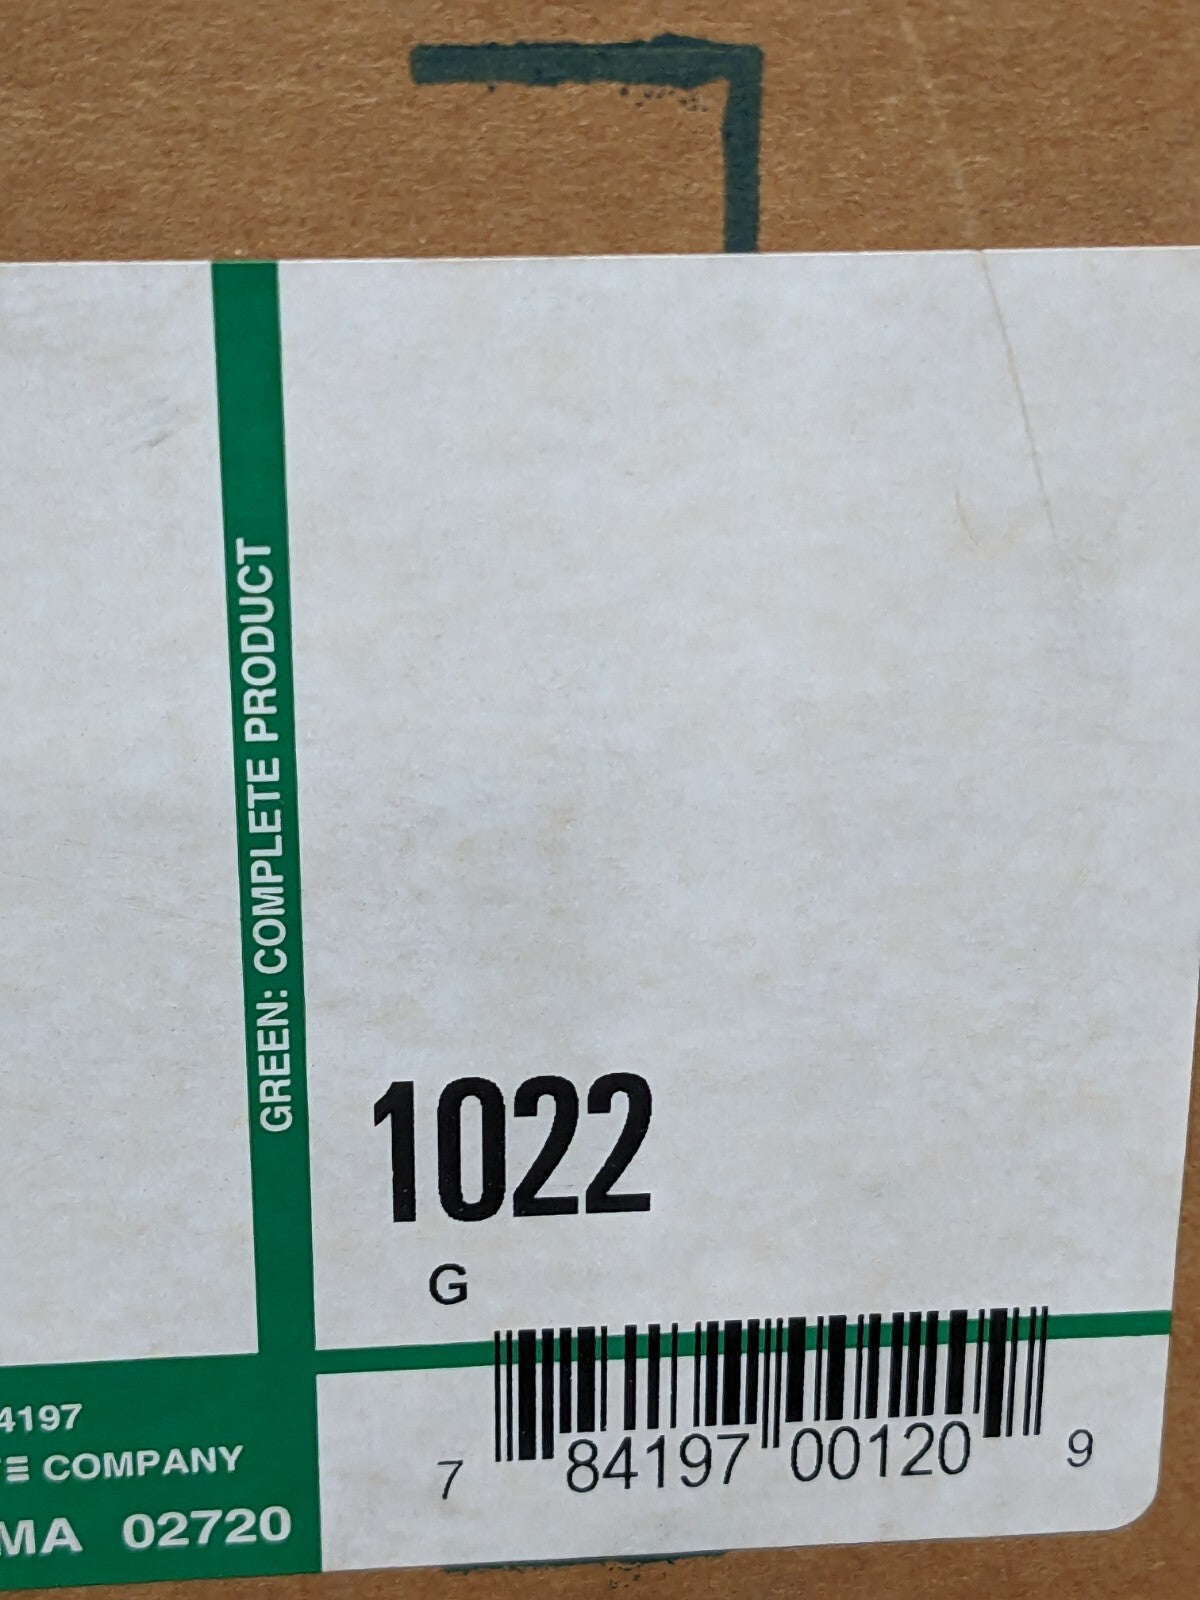 GREEN: COMPLETE PRODUCT
1022
G
7 84197 00120 9
4197
COMPANY
MA 02720